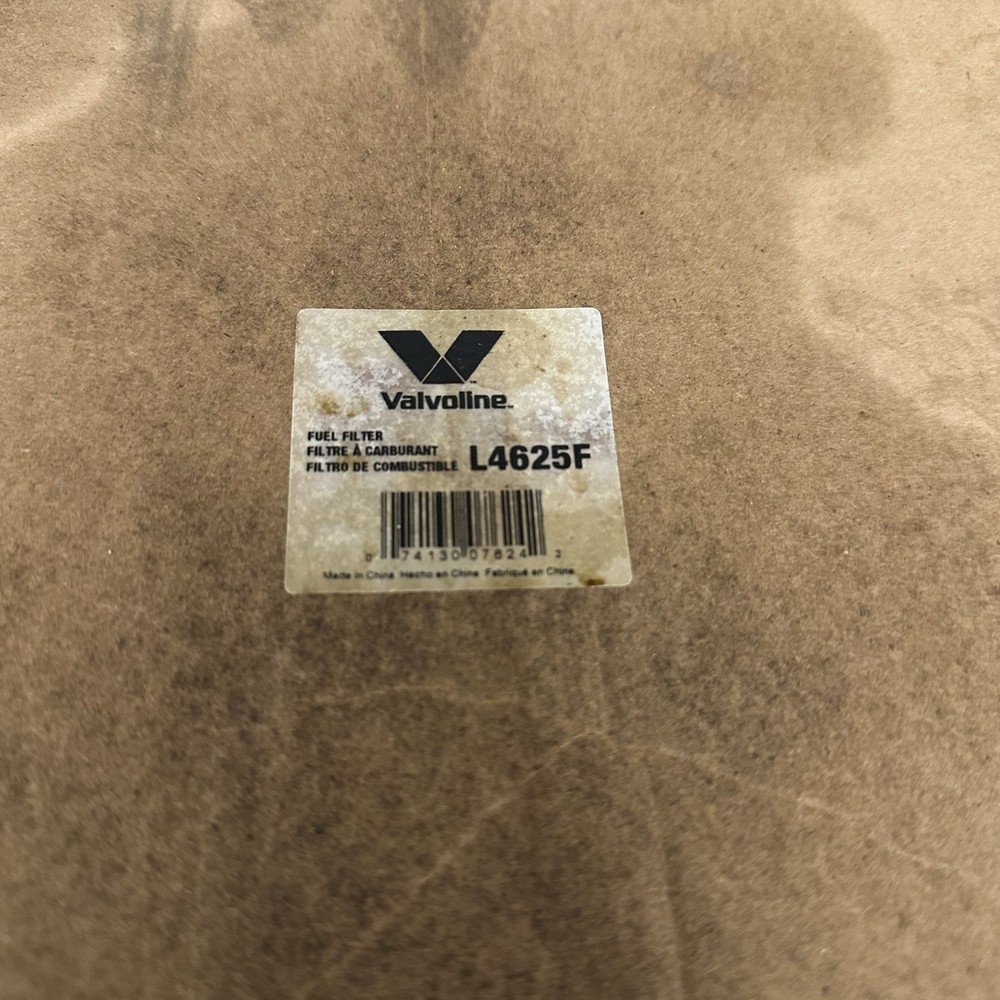 Valvoline™
FUEL FILTER
FILTRE À CARBURANT
FILTRO DE COMBUSTIBLE L4625F
0 74130 07624 2
Made in China Hecho en China Fabriqué en Chine